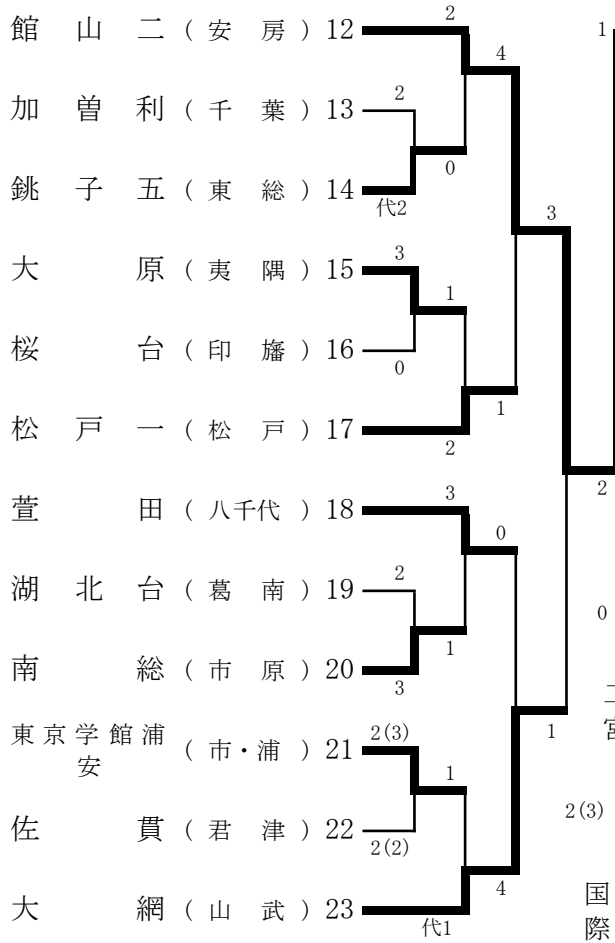 館山二 (安房) 12
加曽利 (千葉) 13
銚子五 (東総) 14
大原 (夷隅) 15
桜台 (印旛) 16
松戸一 (松戸) 17
萱田 (八千代) 18
湖北台 (葛南) 19
南総 (市原) 20
東京学館浦安 (市・浦) 21
佐貫 (君津) 22
大網 (山武) 23
2
2
0
代2
4
3
1
0
2
1
3
3
2
1
3
0
2(3)
1
2(2)
代1
4
1
1
2
0
2(3)
宮
国
際